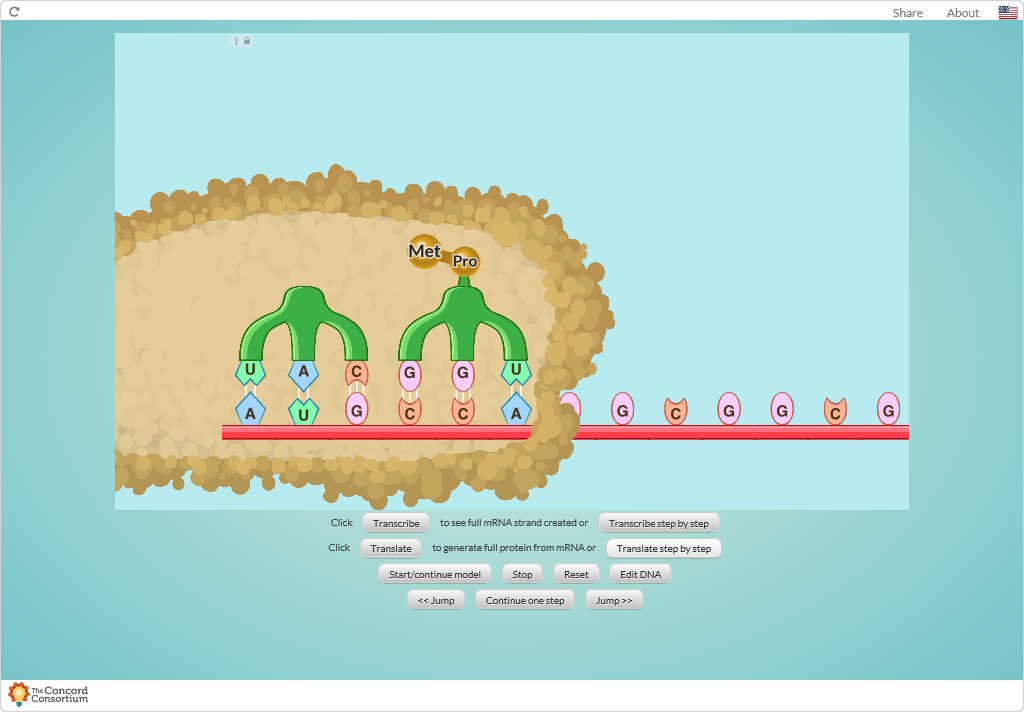 Share About
Met Pro
U A C G G U
A U G C C A G C G G C G
Click Transcribe to see full mRNA strand created or Transcribe step by step
Click Translate to generate full protein from mRNA or Translate step by step
Start/continue model Stop Reset Edit DNA
<< Jump Continue one step Jump >>
The Concord
Consortium